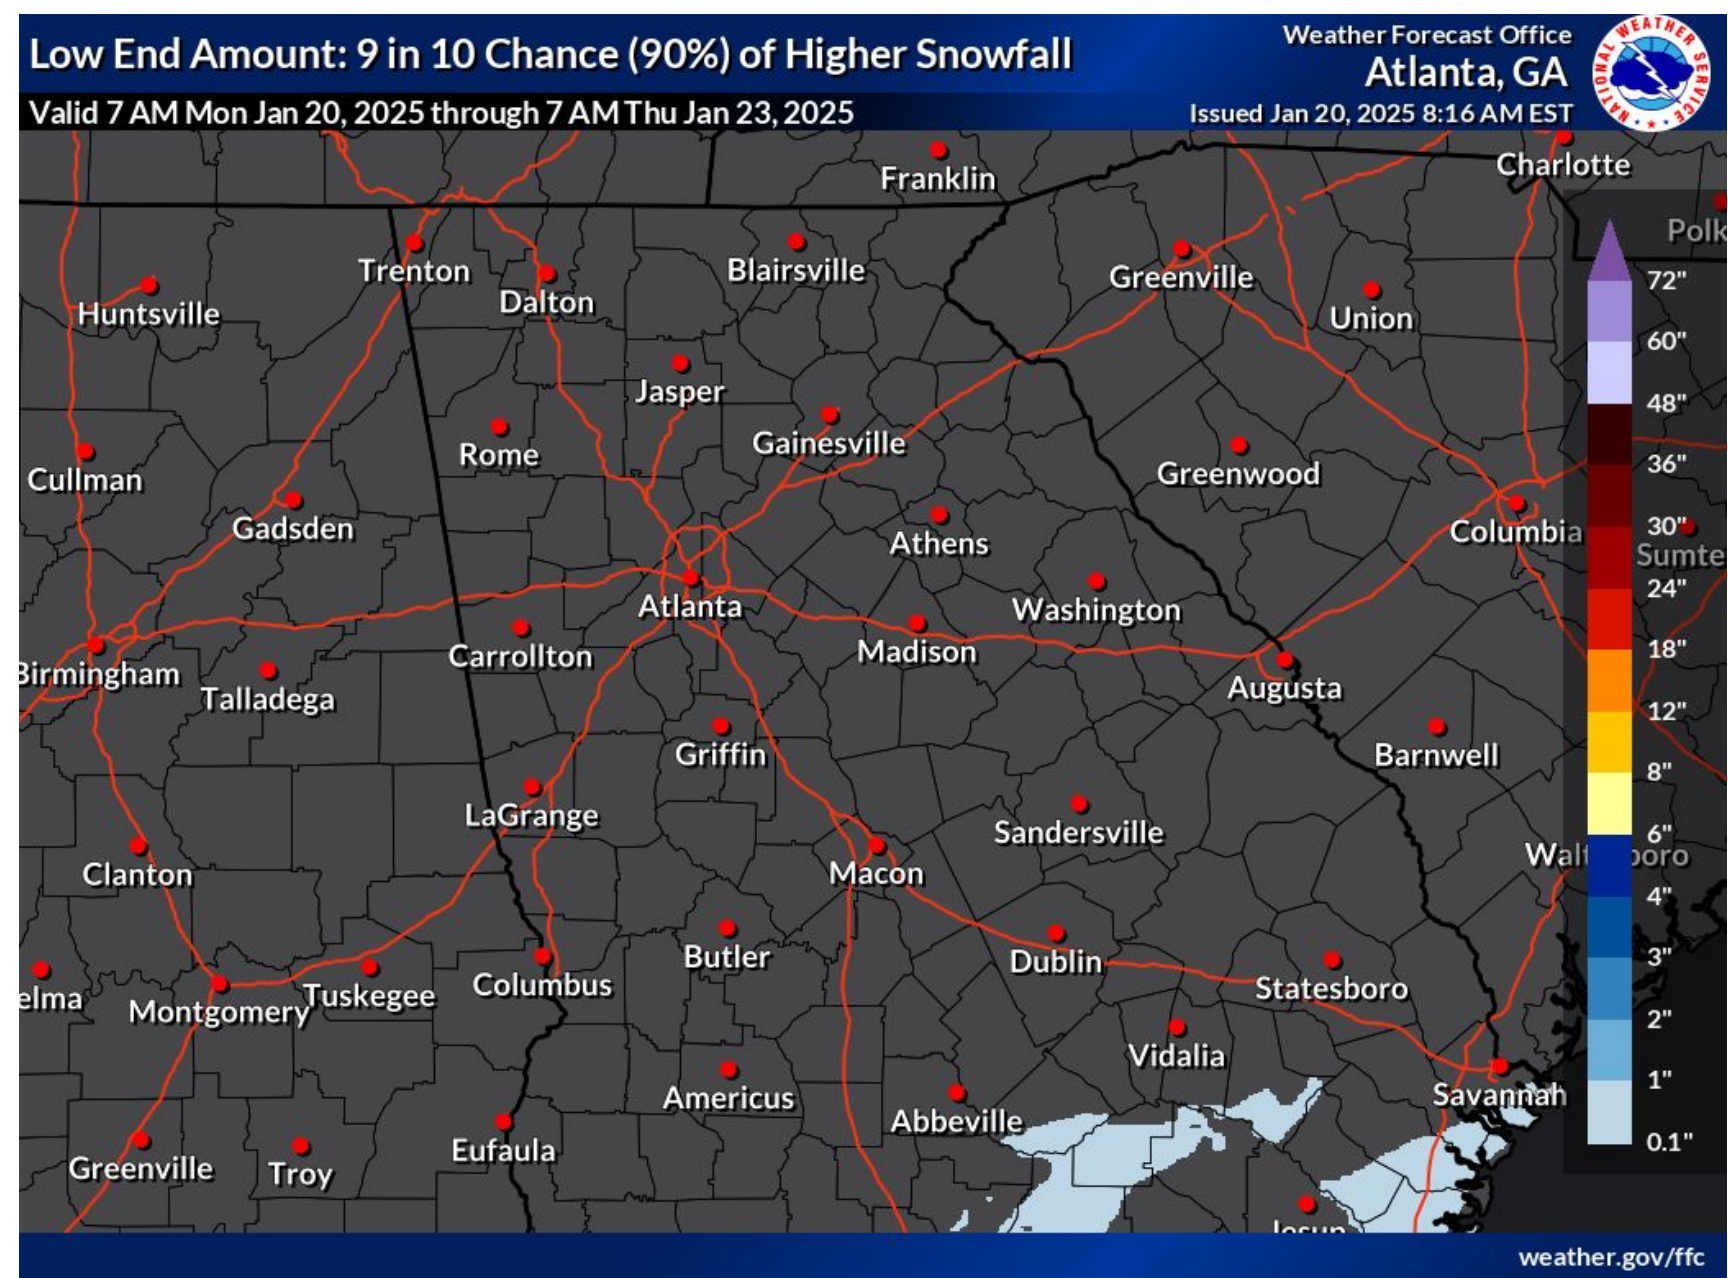 Low End Amount: 9 in 10 Chance (90%) of Higher Snowfall
Valid 7 AM Mon Jan 20, 2025 through 7 AM Thu Jan 23, 2025
Weather Forecast Office
Atlanta, GA
Issued Jan 20, 2025 8:16 AM EST
NATIONAL WEATHER SERVICE
Franklin
Charlotte
Polk
Trenton
Blairsville
Greenville
72"
Huntsville
Dalton
Union
60"
Jasper
48"
Rome
Gainesville
Greenwood
36"
Cullman
Gadsden
Athens
Columbia
30"
Sumte
24"
Atlanta
Washington
Birmingham
Carrollton
Madison
18"
Talladega
Augusta
12"
Griffin
Barnwell
8"
LaGrange
Sandersville
6"
Clanton
Macon
4"
Butler
Dublin
3"
elma
Montgomery
Tuskegee
Columbus
Statesboro
2"
Vidalia
1"
Americus
Abbeville
Savannah
0.1"
Greenville
Troy
Eufaula
Jesup
weather.gov/ffc